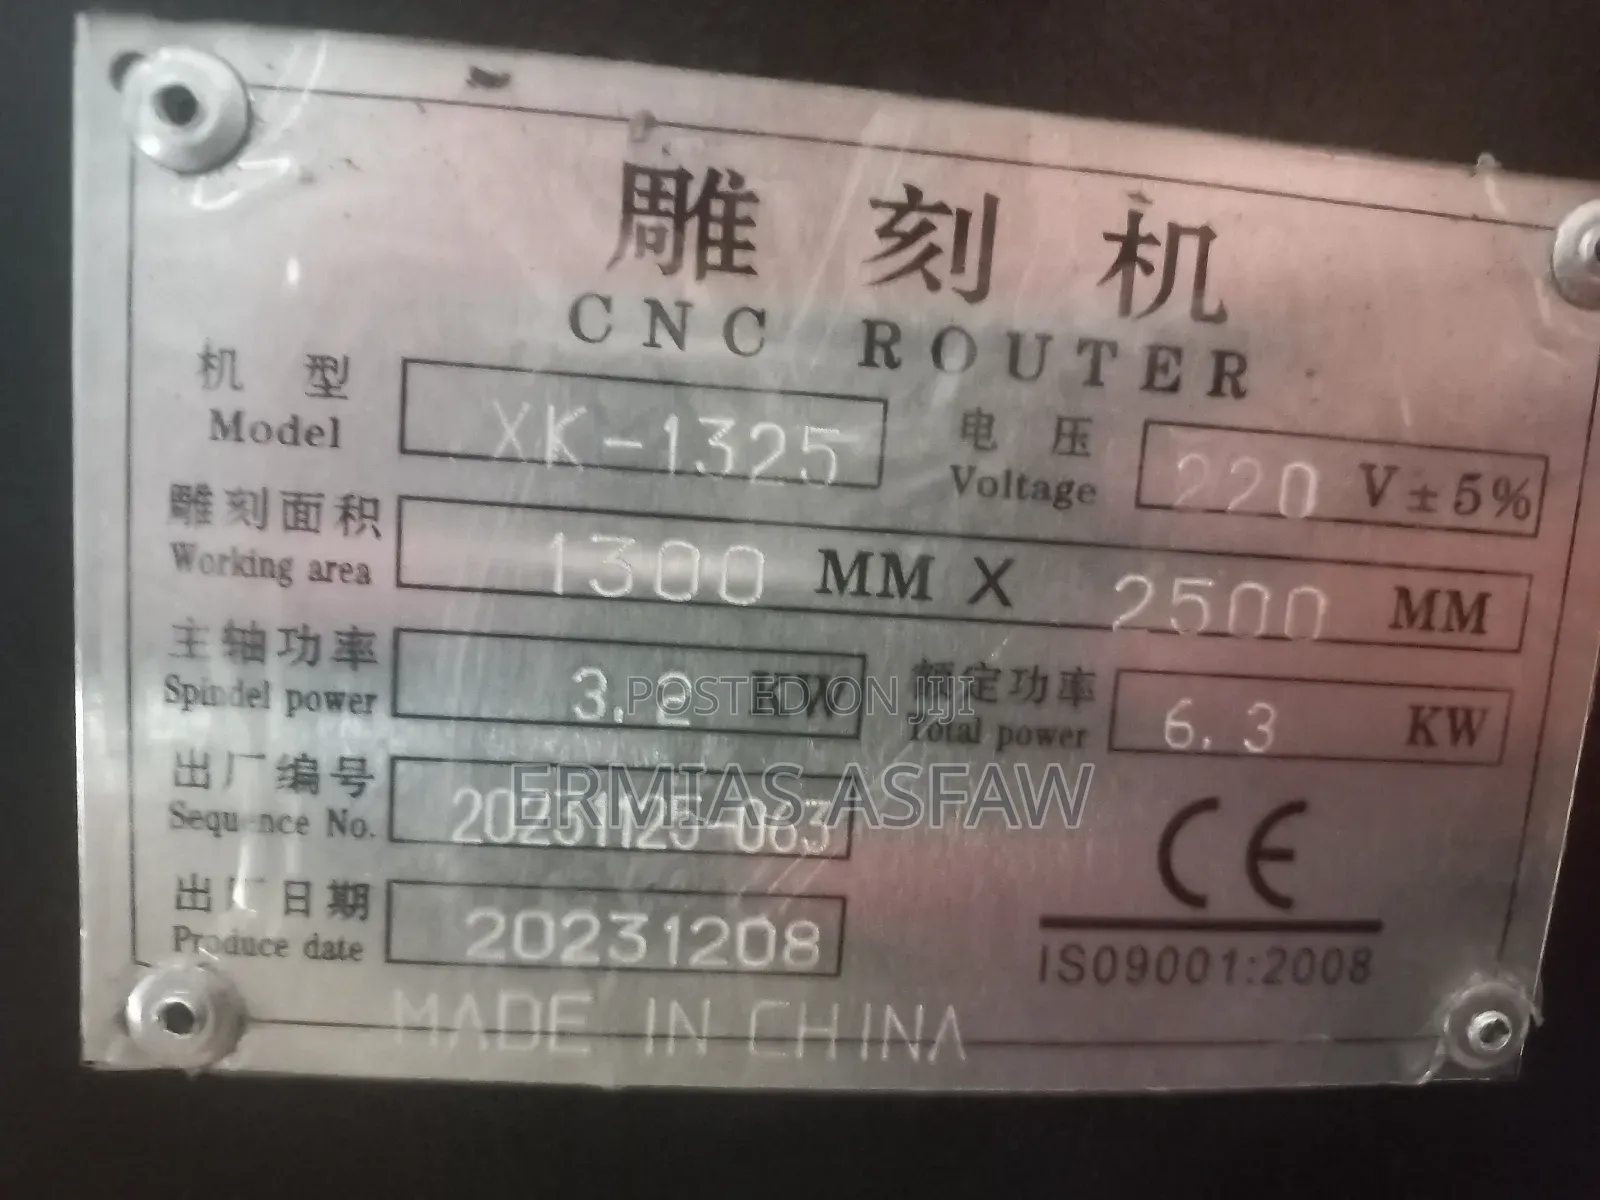 雕刻机
CNC ROUTER
机型 XK-1325 电压 220 V±5%
Model Voltage
雕刻面积 1300 MM X 2500 MM
Working area
主轴功率 3.2 KW 额定功率 6.3 KW
Spindel power Total power
POSTED ON JIJI
出厂编号 20231125-063
Sequence No.
ERMIAS ASFAW
CE
出厂日期 20231208
Produce date
ISO9001:2008
MADE IN CHINA